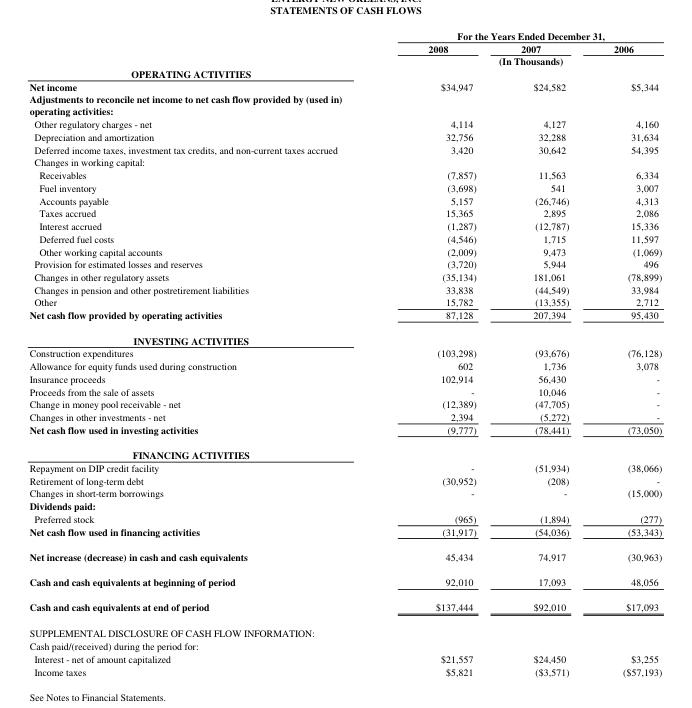 ENTERGY NEW ORLEANS, INC.
STATEMENTS OF CASH FLOWS
For the Years Ended December 31,
2008 2007 2006
(In Thousands)
OPERATING ACTIVITIES
Net income $34,947 $24,582 $5,344
Adjustments to reconcile net income to net cash flow provided by (used in)
operating activities:
Other regulatory charges - net 4,114 4,127 4,160
Depreciation and amortization 32,756 32,288 31,634
Deferred income taxes, investment tax credits, and non-current taxes accrued 3,420 30,642 54,395
Changes in working capital:
Receivables (7,857) 11,563 6,334
Fuel inventory (3,698) 541 3,007
Accounts payable 5,157 (26,746) 4,313
Taxes accrued 15,365 2,895 2,086
Interest accrued (1,287) (12,787) 15,336
Deferred fuel costs (4,546) 1,715 11,597
Other working capital accounts (2,009) 9,473 (1,069)
Provision for estimated losses and reserves (3,720) 5,944 496
Changes in other regulatory assets (35,134) 181,061 (78,899)
Changes in pension and other postretirement liabilities 33,838 (44,549) 33,984
Other 15,782 (13,355) 2,712
Net cash flow provided by operating activities 87,128 207,394 95,430
INVESTING ACTIVITIES
Construction expenditures (103,298) (93,676) (76,128)
Allowance for equity funds used during construction 602 1,736 3,078
Insurance proceeds 102,914 56,430 -
Proceeds from the sale of assets - 10,046 -
Change in money pool receivable - net (12,389) (47,705) -
Changes in other investments - net 2,394 (5,272) -
Net cash flow used in investing activities (9,777) (78,441) (73,050)
FINANCING ACTIVITIES
Repayment on DIP credit facility - (51,934) (38,066)
Retirement of long-term debt (30,952) (208) -
Changes in short-term borrowings - - (15,000)
Dividends paid:
Preferred stock (965) (1,894) (277)
Net cash flow used in financing activities (31,917) (54,036) (53,343)
Net increase (decrease) in cash and cash equivalents 45,434 74,917 (30,963)
Cash and cash equivalents at beginning of period 92,010 17,093 48,056
Cash and cash equivalents at end of period $137,444 $92,010 $17,093
SUPPLEMENTAL DISCLOSURE OF CASH FLOW INFORMATION:
Cash paid/(received) during the period for:
Interest - net of amount capitalized $21,557 $24,450 $3,255
Income taxes $5,821 ($3,571) ($57,193)
See Notes to Financial Statements.